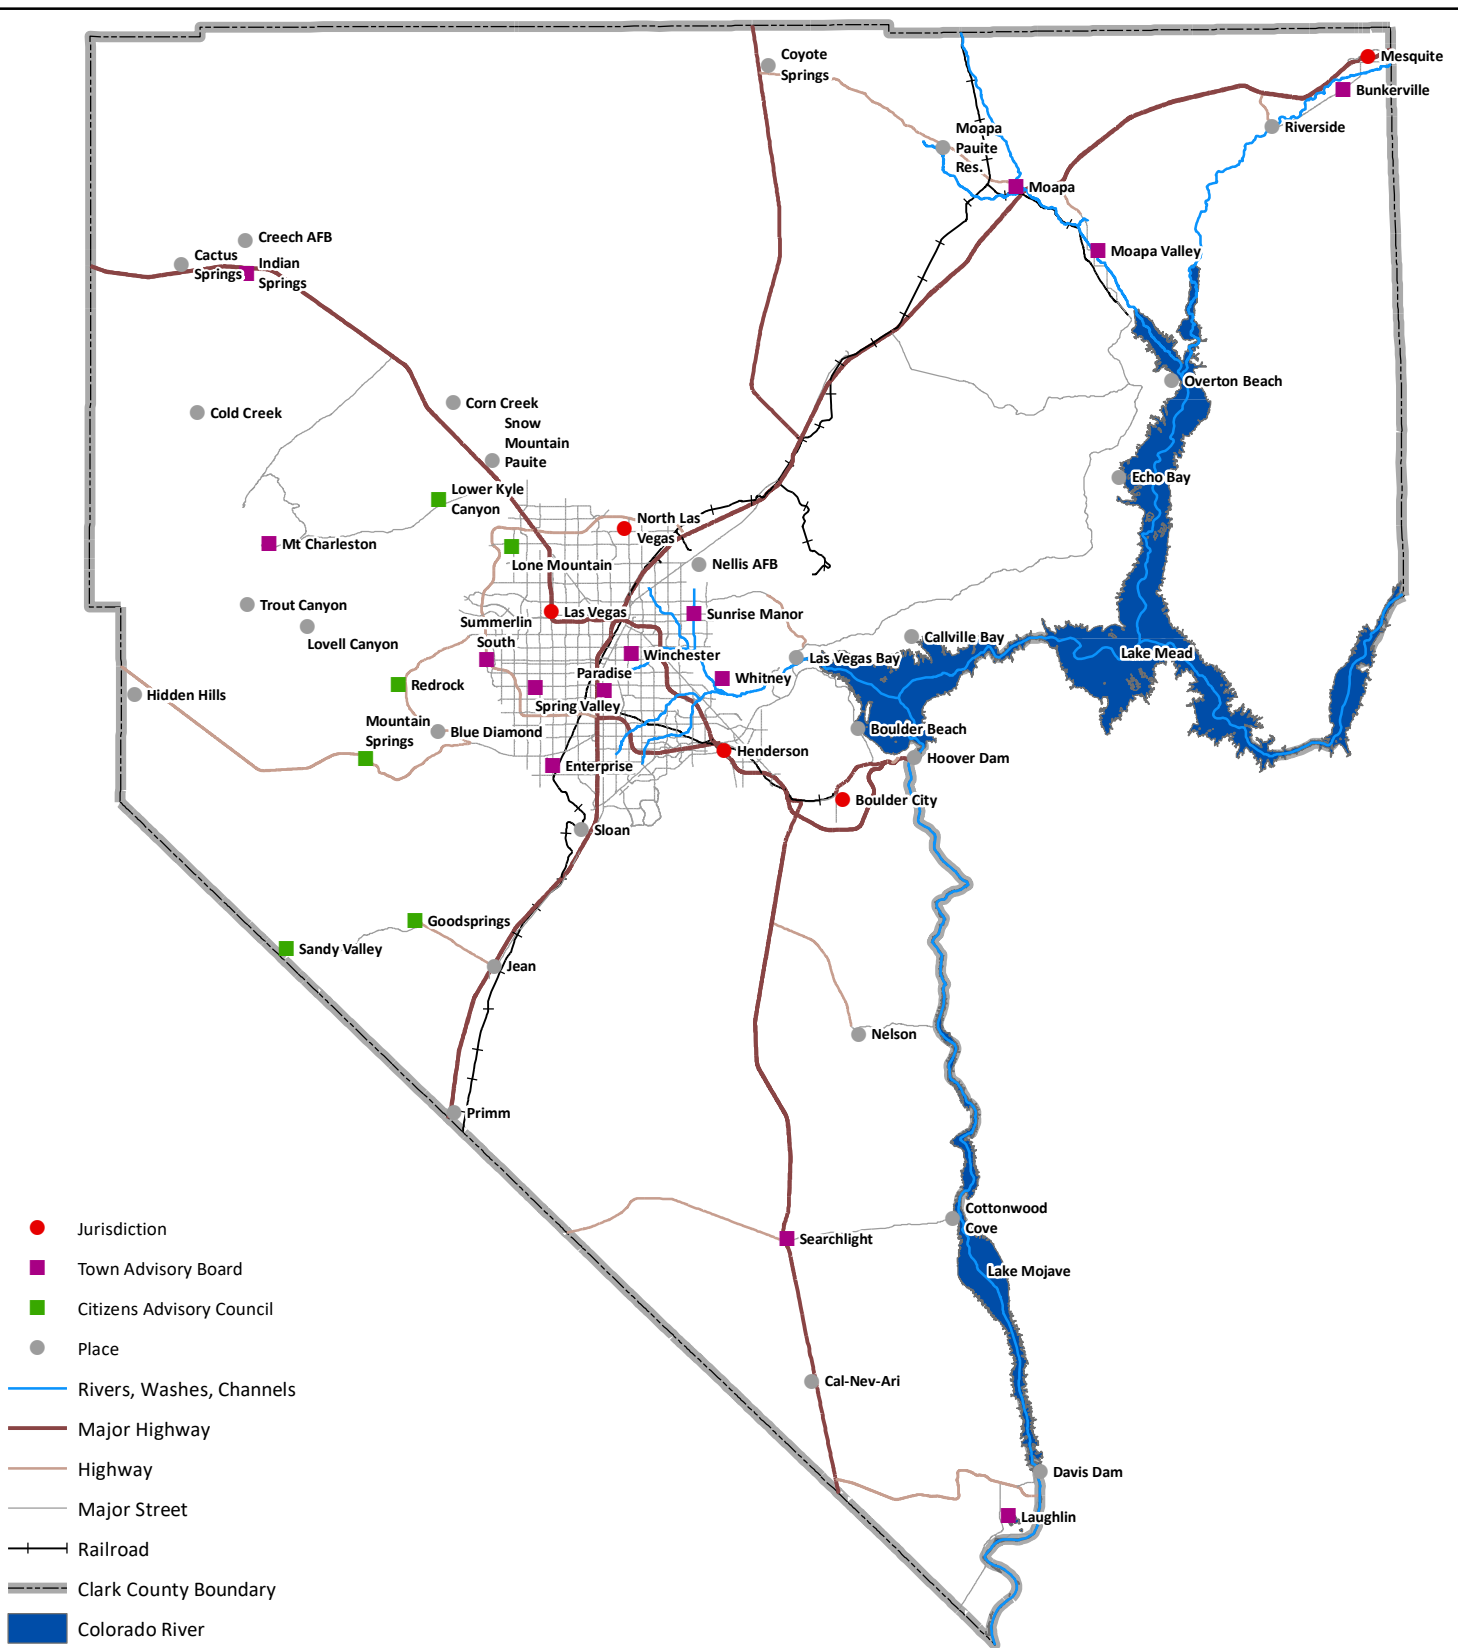 Coyote
Springs
Mesquite
Bunkerville
Riverside
Moapa
Pauite
Res.
Moapa
Moapa Valley
Creech AFB
Cactus
Springs
Indian
Springs
Overton Beach
Cold Creek
Corn Creek
Snow
Mountain
Pauite
Echo Bay
Lower Kyle
Canyon
North Las
Vegas
Mt Charleston
Lone Mountain
Nellis AFB
Trout Canyon
Las Vegas
Sunrise Manor
Summerlin
South
Lovell Canyon
Callville Bay
Winchester
Las Vegas Bay
Lake Mead
Paradise
Whitney
Redrock
Hidden Hills
Spring Valley
Mountain
Springs
Blue Diamond
Boulder Beach
Henderson
Hoover Dam
Enterprise
Boulder City
Sloan
Goodsprings
Sandy Valley
Jean
Nelson
Primm
Cottonwood
Cove
Searchlight
Lake Mojave
Cal-Nev-Ari
Davis Dam
Laughlin
Jurisdiction
Town Advisory Board
Citizens Advisory Council
Place
Rivers, Washes, Channels
Major Highway
Highway
Major Street
Railroad
Clark County Boundary
Colorado River